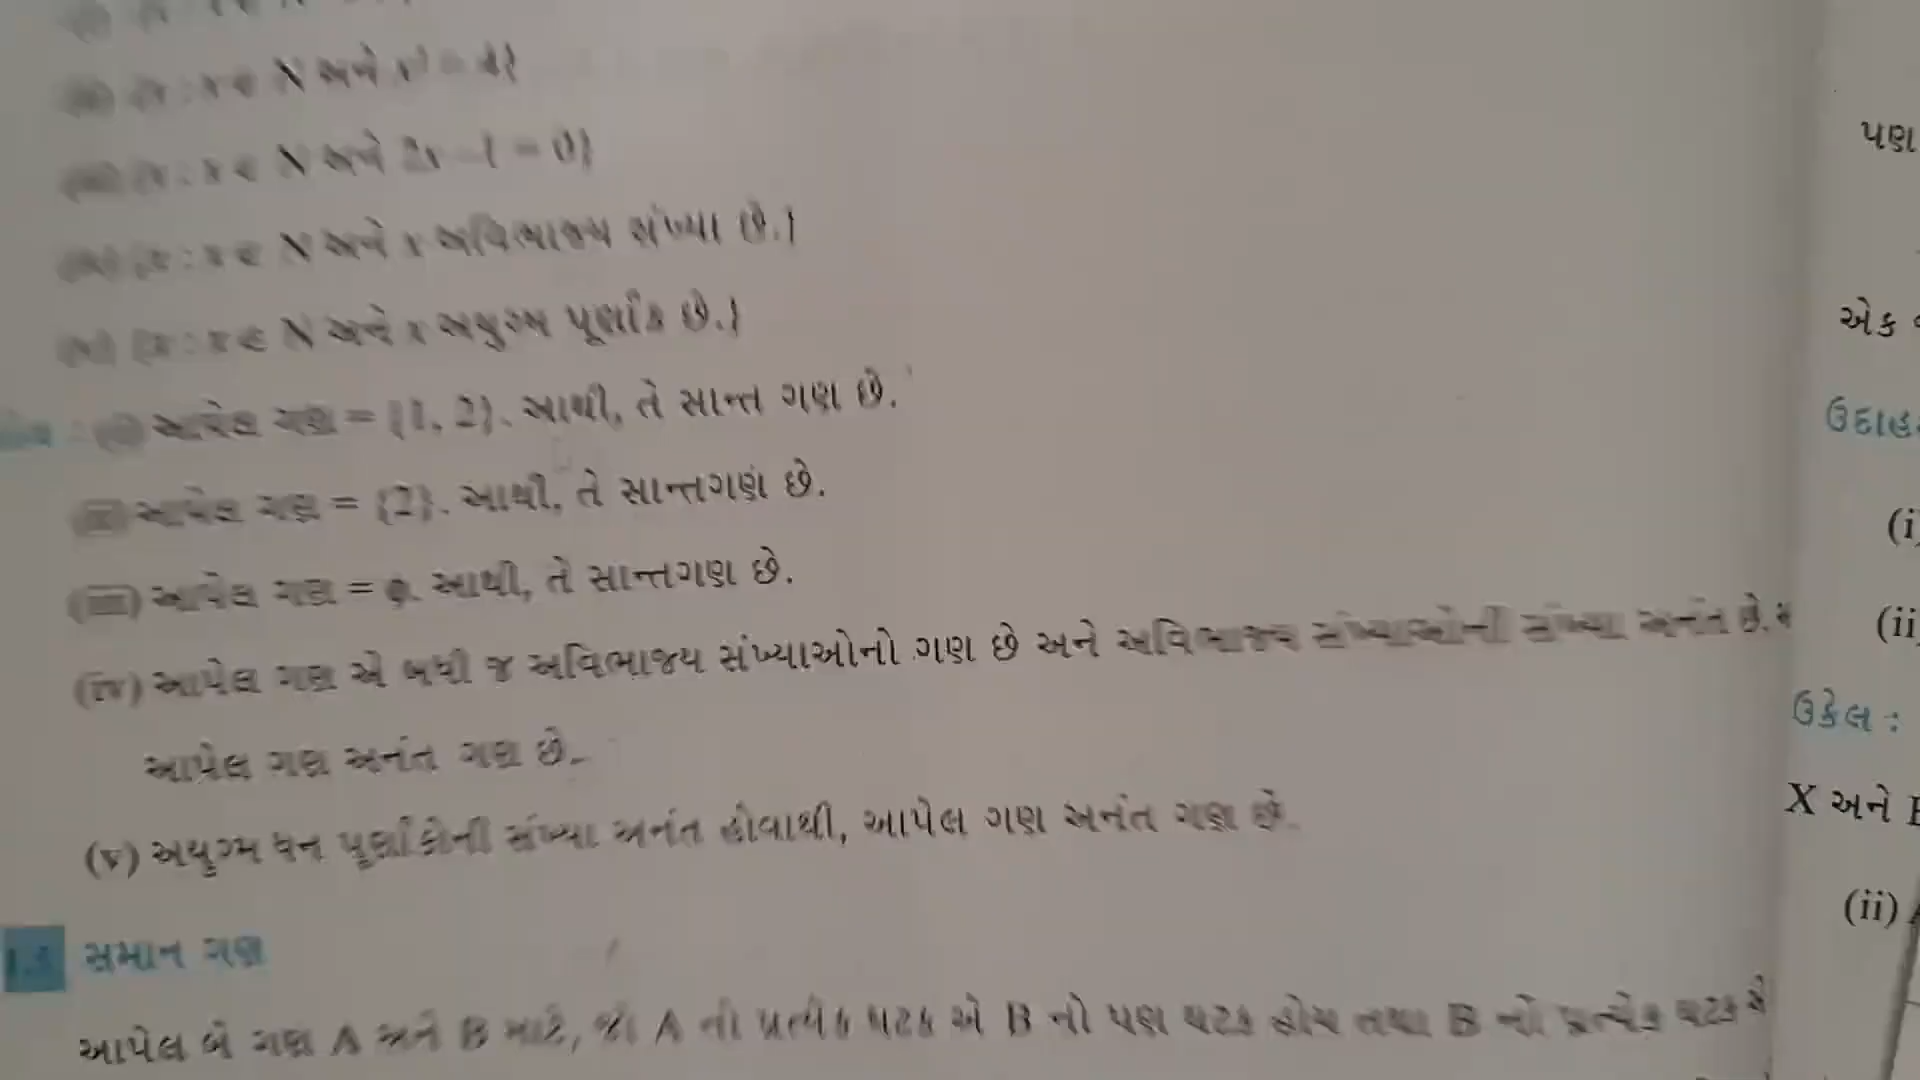 N અને
N અને 2x – 1 = 0}
N અને x અવિભાજ્ય સંખ્યા છે.}
{x : x ∈ N અને x અયુગ્મ પૂર્ણાંક છે.}
આપેલ ગણ = {1, 2}. આથી, તે સાન્ત ગણ છે.
આપેલ ગણ = {2}. આથી, તે સાન્તગણ છે.
(iii) આપેલ ગણ = φ. આથી, તે સાન્તગણ છે.
(iv) આપેલ ગણ એ બધી જ અવિભાજ્ય સંખ્યાઓનો ગણ છે અને અવિભાજ્ય સંખ્યાઓની સંખ્યા અનંત છે.
આપેલ ગણ અનંત ગણ છે.
(v) અયુગ્મ ધન પૂર્ણાંકોની સંખ્યા અનંત હોવાથી, આપેલ ગણ અનંત ગણ છે.
સમાન ગણ
આપેલ બે ગણ A અને B માટે, જો A નો પ્રત્યેક ઘટક એ B નો પણ ઘટક હોય તથા B નો પ્રત્યેક ઘટક એ
પણ
એક
(i)
(ii)
ઉકેલ :
X અને
(ii)